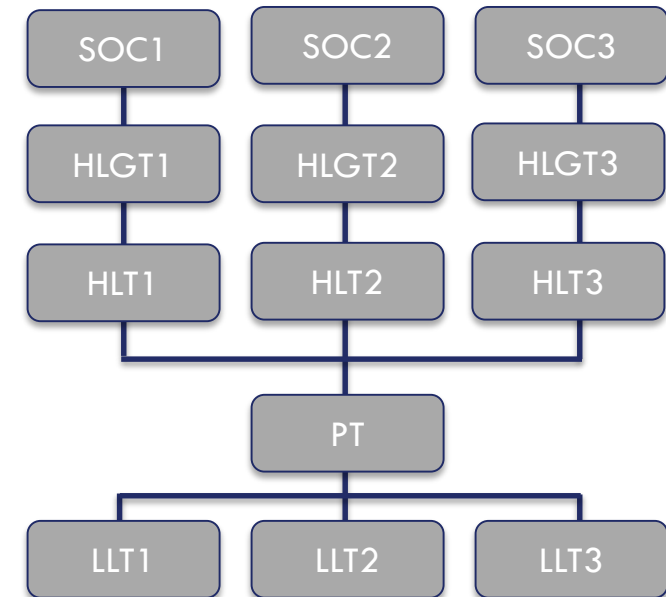 SOC1 SOC2 SOC3
HLGT1 HLGT2 HLGT3
HLT1 HLT2 HLT3
PT
LLT1 LLT2 LLT3